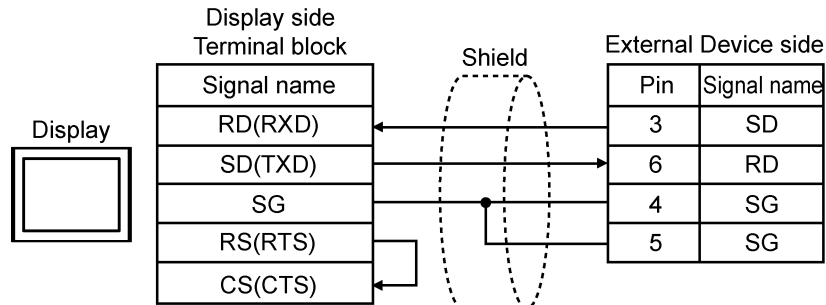 Display side
Terminal block
Shield
External Device side
Signal name
Pin Signal name
Display
RD(RXD)
3 SD
SD(TXD)
6 RD
SG
4 SG
RS(RTS)
5 SG
CS(CTS)